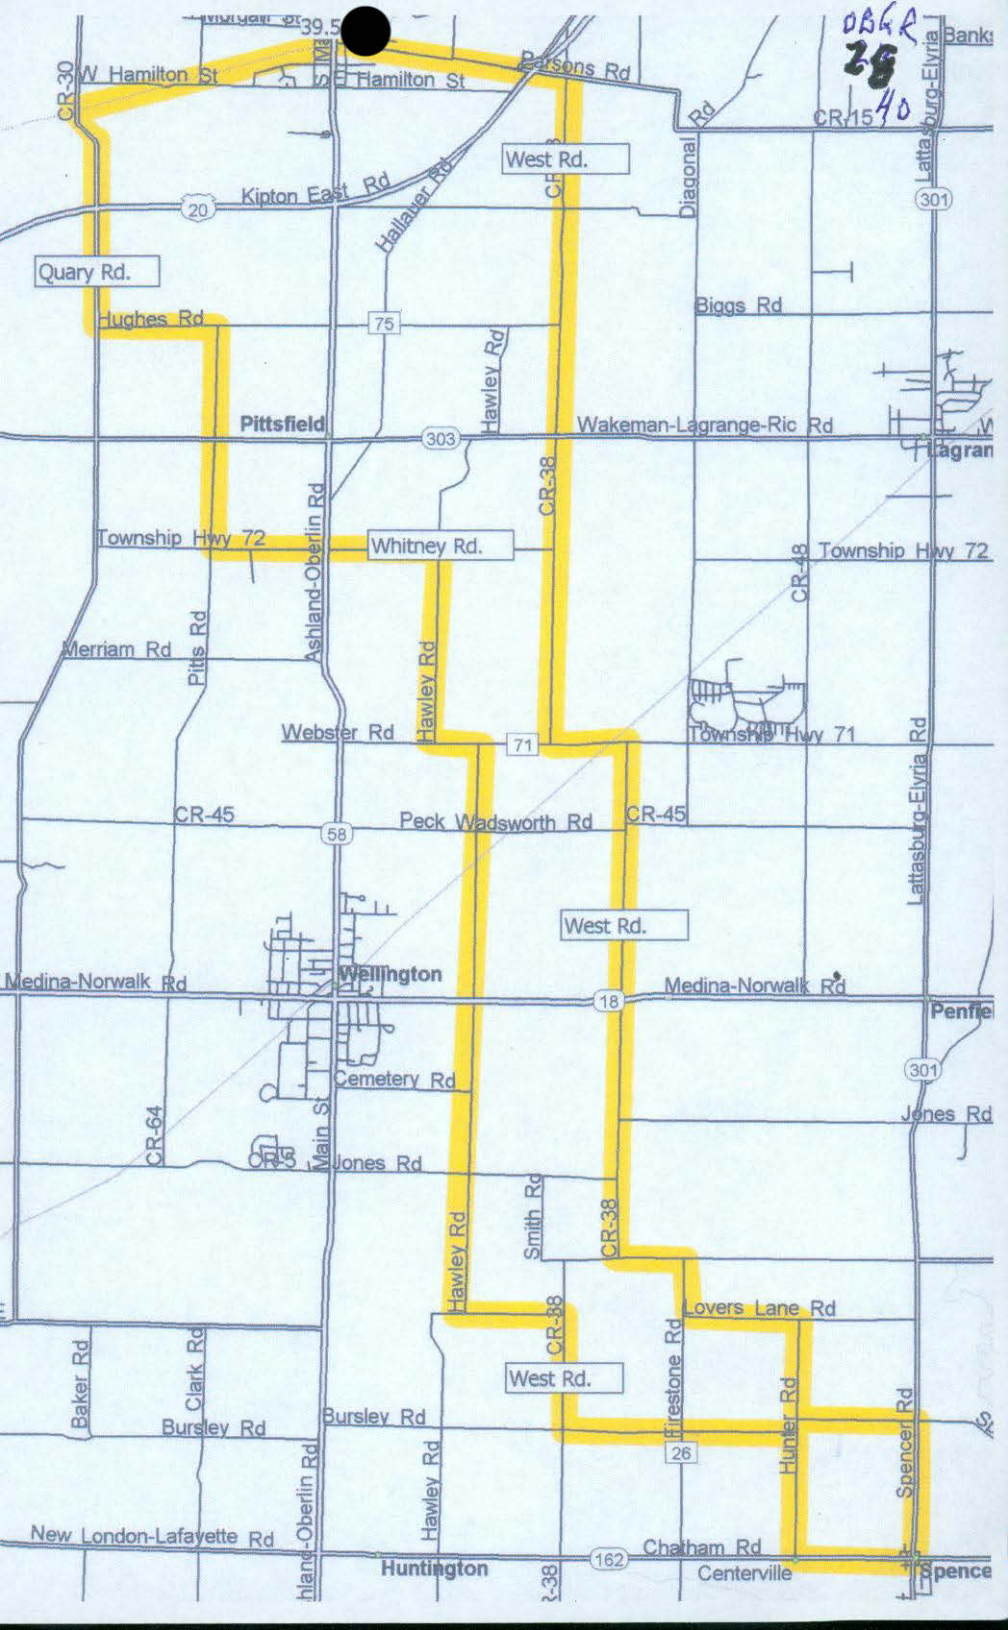 Morgan St
39.5
OBGR
Banks
28
40
W Hamilton St
E Hamilton St
Parsons Rd
CR-30
CR-15
Rd
Diagonal
Lattasburg-Elyria
West Rd.
Kipton East Rd
Hallauer Rd
20
301
Quary Rd.
Hughes Rd
75
Biggs Rd
Hawley Rd
Pittsfield
303
Wakeman-Lagrange-Ric Rd
Lagran
CR-38
Ashland-Oberlin Rd
Township Hwy 72
Whitney Rd.
Township Hwy 72
CR-48
Merriam Rd
Pitts Rd
Hawley Rd
Webster Rd
71
Township Hwy 71
Lattasburg-Elyria Rd
CR-45
58
Peck Wadsworth Rd
CR-45
West Rd.
Wellington
Medina-Norwalk Rd
18
Medina-Norwalk Rd
Penfie
301
Cemetery Rd
Jones Rd
CR-64
Main St
Jones Rd
Smith Rd
CR-38
Hawley Rd
Lovers Lane Rd
CR-38
Baker Rd
Clark Rd
West Rd.
Firestone Rd
Hunter Rd
Spencer Rd
Bursley Rd
Bursley Rd
26
Hawley Rd
hland-Oberlin Rd
New London-Lafayette Rd
Huntington
162
Chatham Rd
Centerville
Spence
R-38